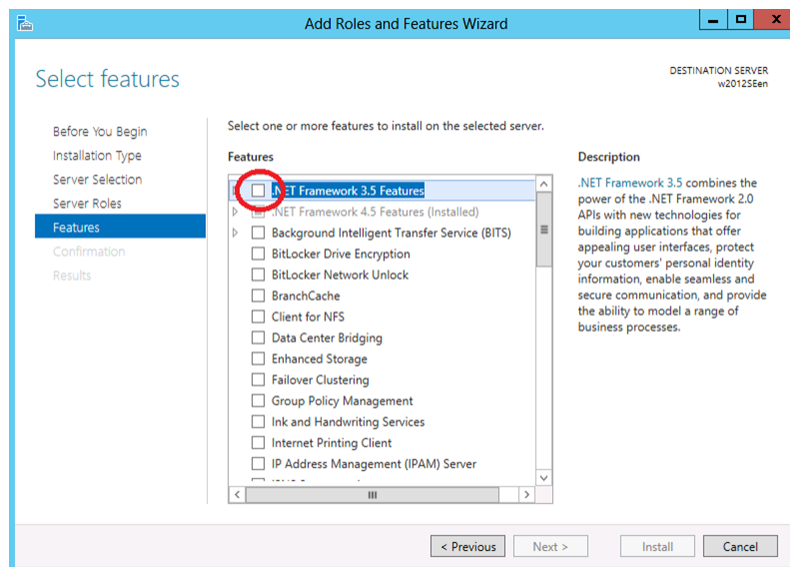 Add Roles and Features Wizard
Select features
DESTINATION SERVER
w2012SEen
Before You Begin
Installation Type
Server Selection
Server Roles
Features
Confirmation
Results
Select one or more features to install on the selected server.
Features
.NET Framework 3.5 Features
.NET Framework 4.5 Features (Installed)
Background Intelligent Transfer Service (BITS)
BitLocker Drive Encryption
BitLocker Network Unlock
BranchCache
Client for NFS
Data Center Bridging
Enhanced Storage
Failover Clustering
Group Policy Management
Ink and Handwriting Services
Internet Printing Client
IP Address Management (IPAM) Server
Description
.NET Framework 3.5 combines the
power of the .NET Framework 2.0
APIs with new technologies for
building applications that offer
appealing user interfaces, protect
your customers' personal identity
information, enable seamless and
secure communication, and provide
the ability to model a range of
business processes.
< Previous
Next >
Install
Cancel